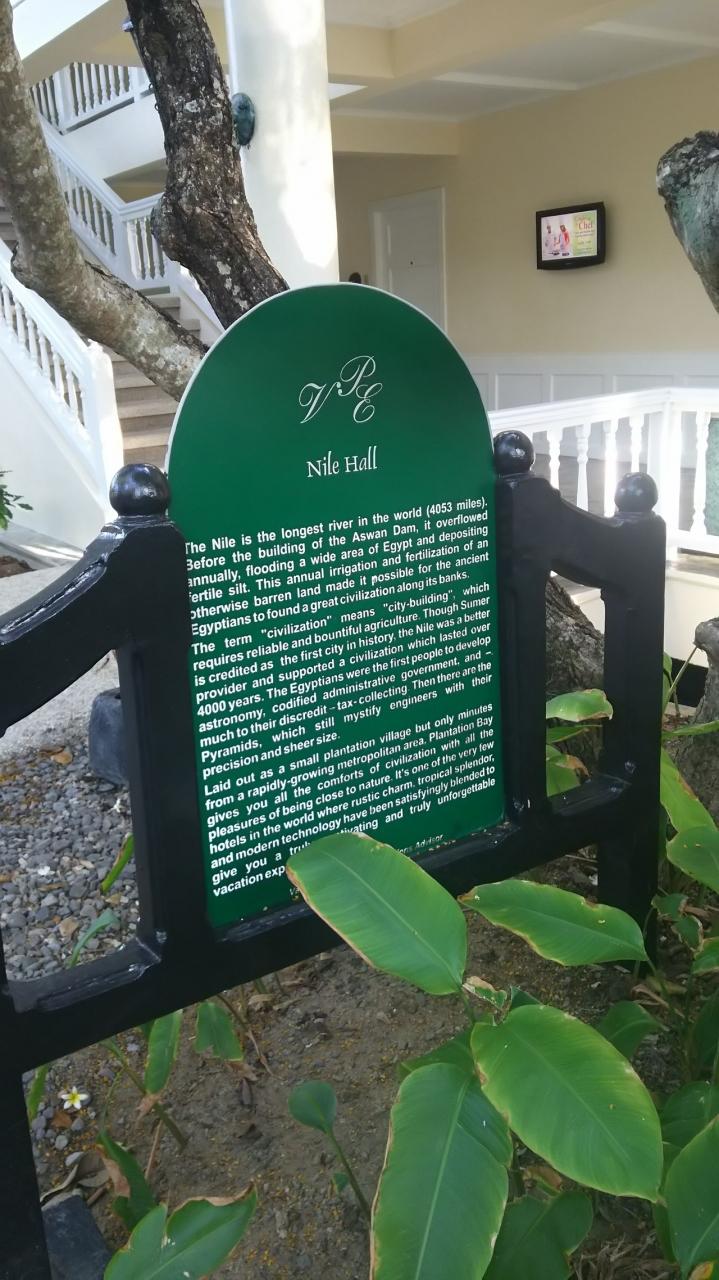 VPE
Nile Hall
The Nile is the longest river in the world (4053 miles).
Before the building of the Aswan Dam, it overflowed
annually, flooding a wide area of Egypt and depositing
fertile silt. This annual irrigation and fertilization of an
otherwise barren land made it possible for the ancient
Egyptians to found a great civilization along its banks.
The term "civilization" means "city-building", which
requires reliable and bountiful agriculture. Though Sumer
is credited as the first city in history, the Nile was a better
provider and supported a civilization which lasted over
4000 years. The Egyptians were the first people to develop
astronomy, codified administrative government, and –
much to their discredit – tax- collecting. Then there are the
Pyramids, which still mystify engineers with their
precision and sheer size.
Laid out as a small plantation village but only minutes
from a rapidly-growing metropolitan area. Plantation Bay
gives you all the comforts of civilization with all the
pleasures of being close to nature. It's one of the very few
hotels in the world where rustic charm. tropical splendor,
and modern technology have been satisfyingly blended to
give you a and truly unforgettable
vacation
Advisor
Chef